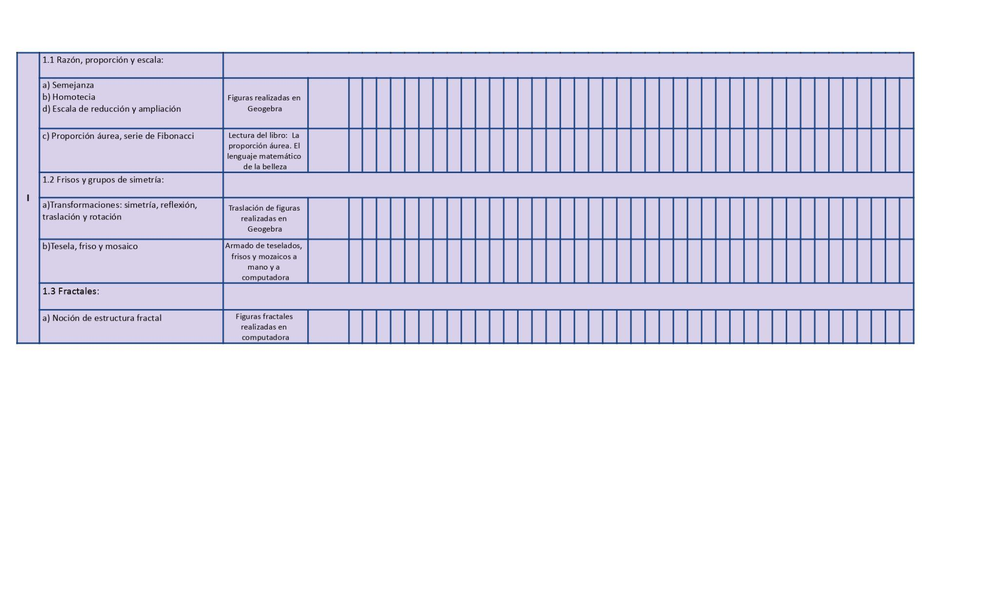 1.1 Razón, proporción y escala:
a) Semejanza
b) Homotecia
d) Escala de reducción y ampliación
Figuras realizadas en
Geogebra
c) Proporción áurea, serie de Fibonacci
Lectura del libro:  La
proporción áurea. El
lenguaje matemático
de la belleza
1.2 Frisos y grupos de simetría:
I
a)Transformaciones: simetría, reflexión,
traslación y rotación
Traslación de figuras
realizadas en
Geogebra
b)Tesela, friso y mosaico
Armado de teselados,
frisos y mozaicos a
mano y a
computadora
1.3 Fractales:
a) Noción de estructura fractal
Figuras fractales
realizadas en
computadora